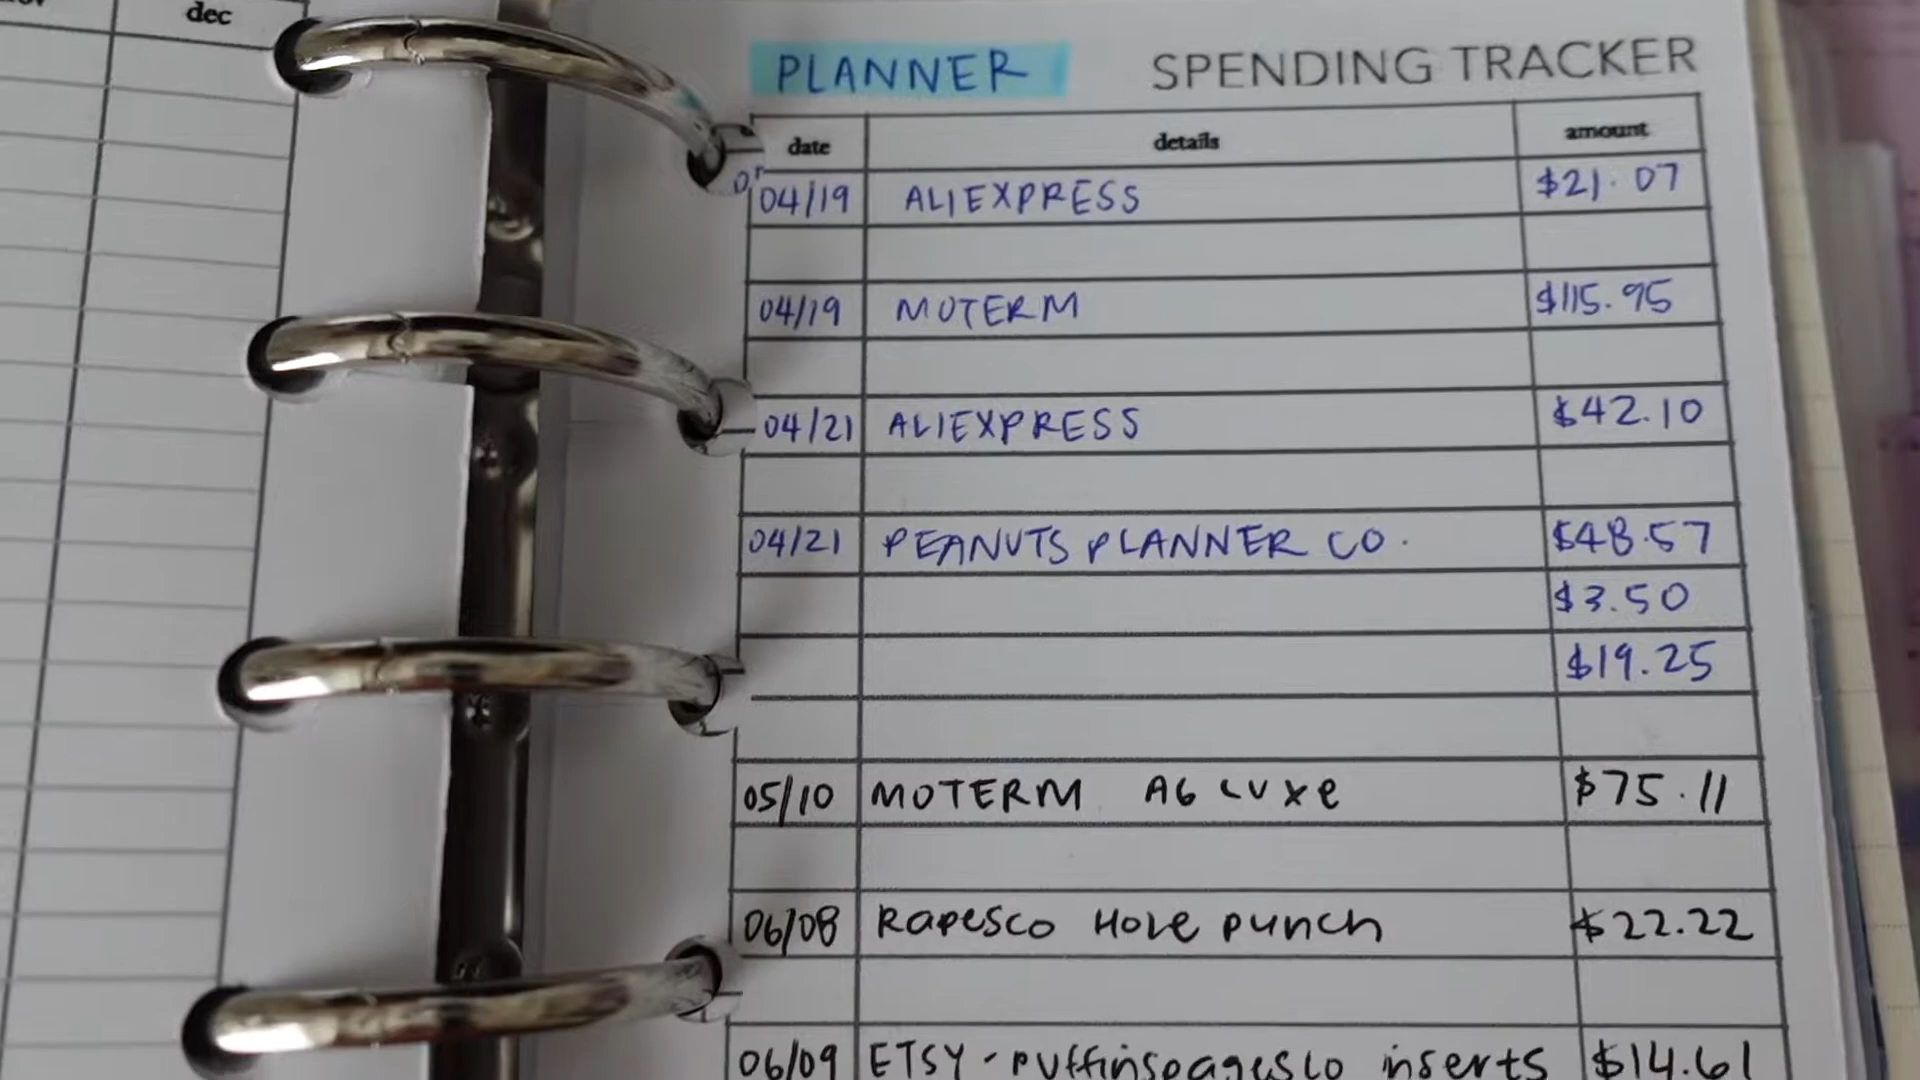 dec
PLANNER SPENDING TRACKER
date details amount
04/19 ALIEXPRESS $21.07
04/19 MOTERM $115.95
04/21 ALIEXPRESS $42.10
04/21 PEANUTS PLANNER CO. $48.57
$3.50
$19.25
05/10 MOTERM A6 LUXe $75.11
06/08 Rapesco Hole punch $22.22
06/09 ETSY - puffinspagesco inserts $14.61